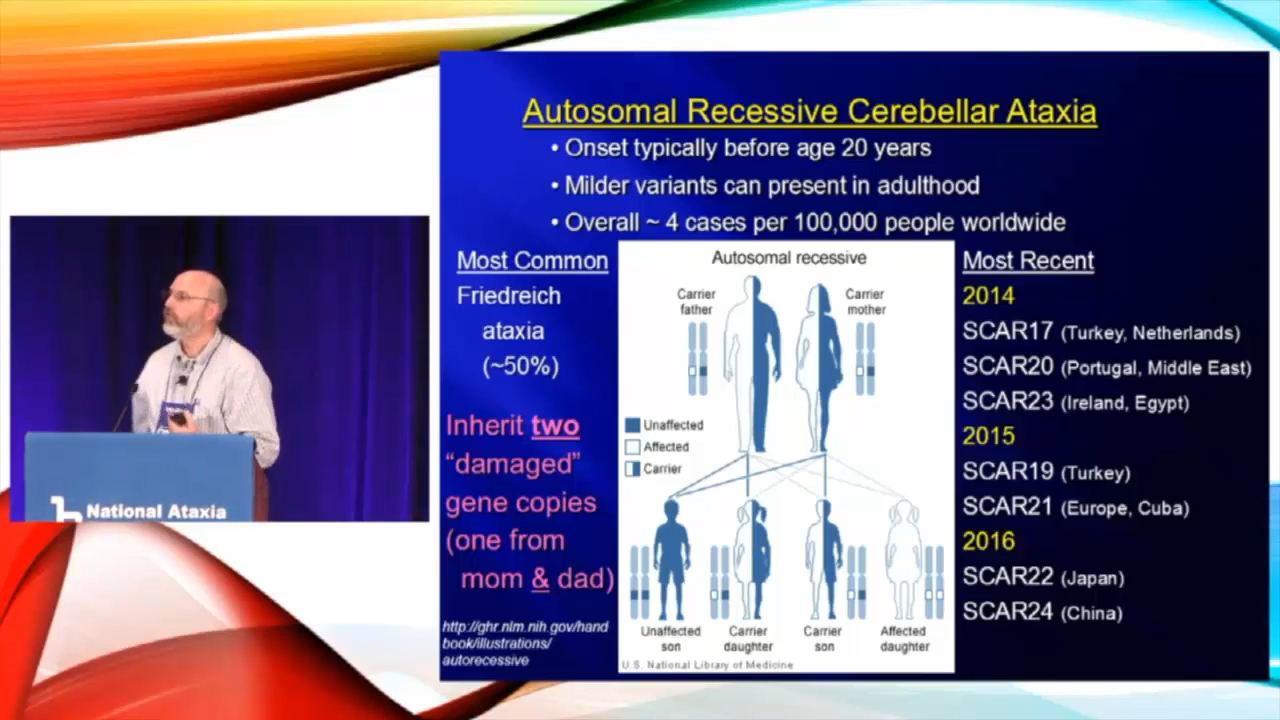 Autosomal Recessive Cerebellar Ataxia
• Onset typically before age 20 years
• Milder variants can present in adulthood
• Overall ~ 4 cases per 100,000 people worldwide
Most Common
Friedreich
ataxia
(~50%)
Inherit two
“damaged”
gene copies
(one from
mom & dad)
http://ghr.nlm.nih.gov/hand
book/illustrations/
autorecessive
Autosomal recessive
Carrier
father
Carrier
mother
Unaffected
Affected
Carrier
Unaffected
son
Carrier
daughter
Carrier
son
Affected
daughter
U.S. National Library of Medicine
Most Recent
2014
SCAR17 (Turkey, Netherlands)
SCAR20 (Portugal, Middle East)
SCAR23 (Ireland, Egypt)
2015
SCAR19 (Turkey)
SCAR21 (Europe, Cuba)
2016
SCAR22 (Japan)
SCAR24 (China)
National Ataxia